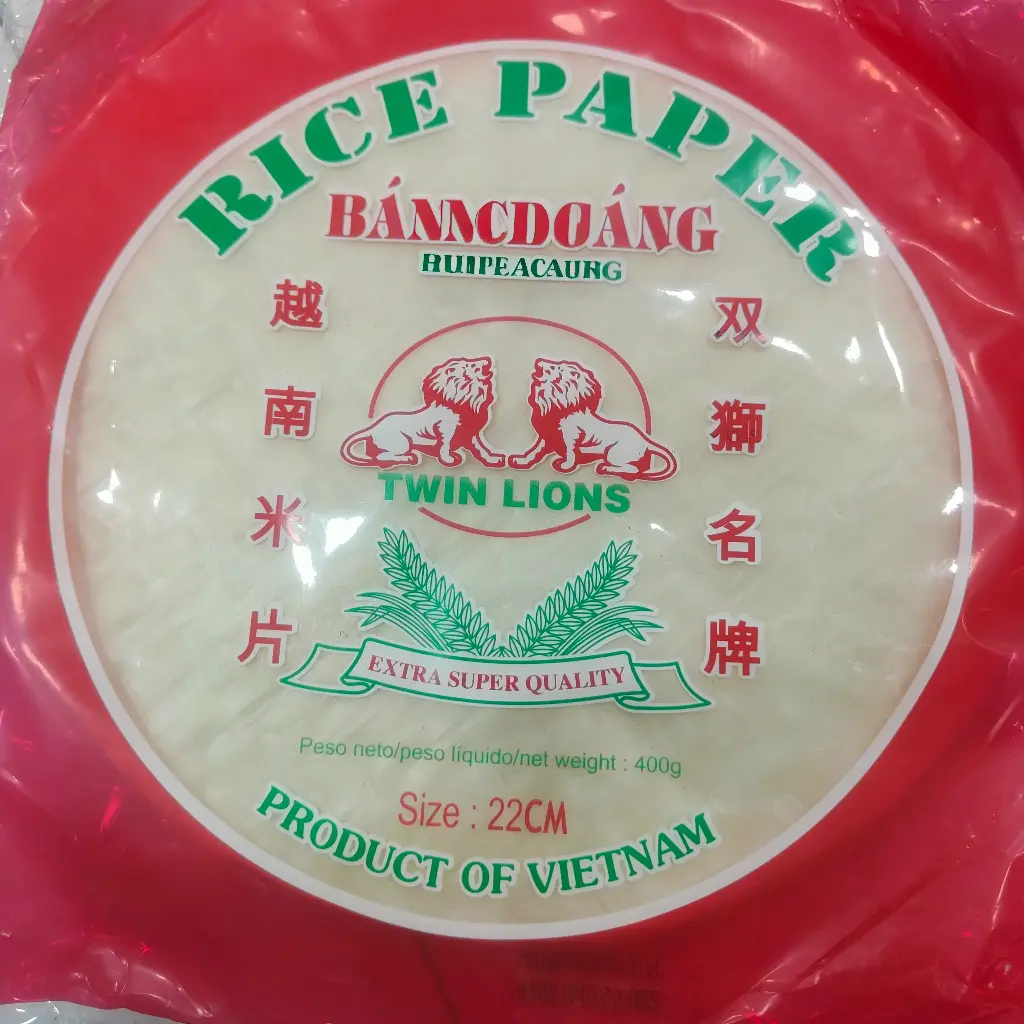 RICE PAPER
BÁNNCDOÁNG
RUIPEACAURG
越南米片
双獅名牌
TWIN LIONS
EXTRA SUPER QUALITY
Peso neto/peso líquido/net weight : 400g
Size : 22CM
PRODUCT OF VIETNAM